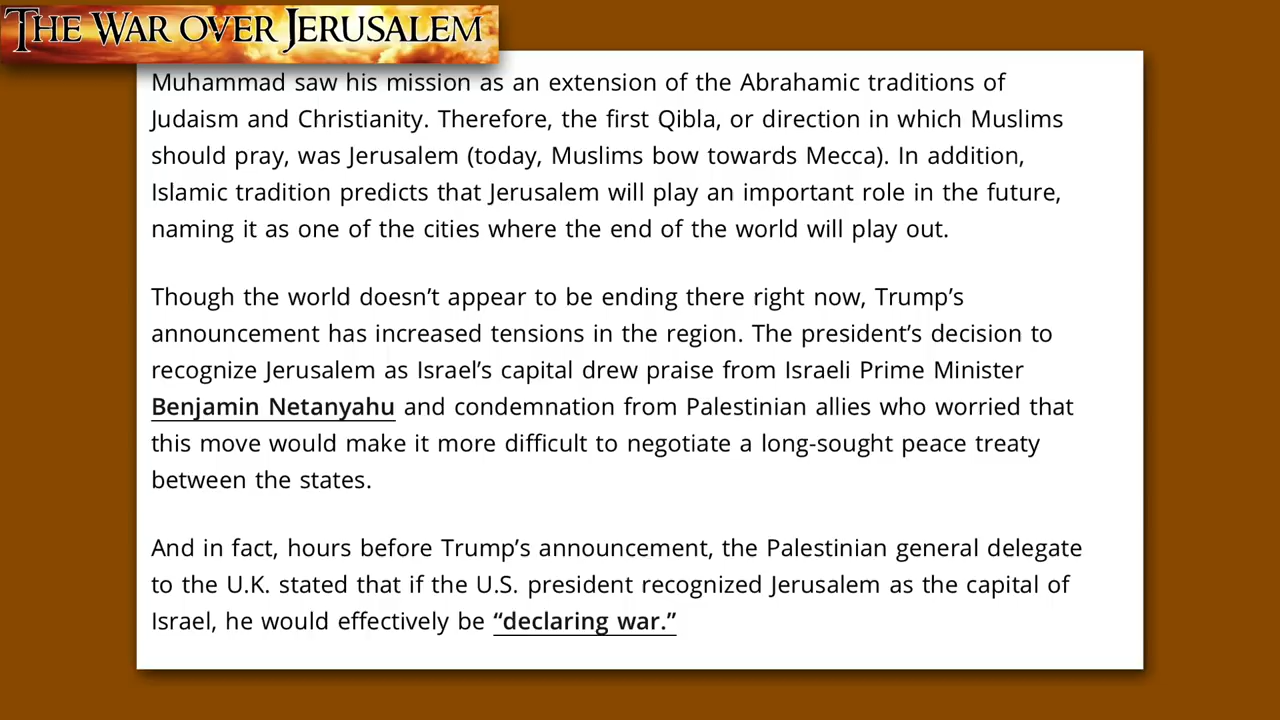 THE WAR OVER JERUSALEM
Muhammad saw his mission as an extension of the Abrahamic traditions of
Judaism and Christianity. Therefore, the first Qibla, or direction in which Muslims
should pray, was Jerusalem (today, Muslims bow towards Mecca). In addition,
Islamic tradition predicts that Jerusalem will play an important role in the future,
naming it as one of the cities where the end of the world will play out.
Though the world doesn’t appear to be ending there right now, Trump’s
announcement has increased tensions in the region. The president’s decision to
recognize Jerusalem as Israel’s capital drew praise from Israeli Prime Minister
Benjamin Netanyahu and condemnation from Palestinian allies who worried that
this move would make it more difficult to negotiate a long-sought peace treaty
between the states.
And in fact, hours before Trump’s announcement, the Palestinian general delegate
to the U.K. stated that if the U.S. president recognized Jerusalem as the capital of
Israel, he would effectively be “declaring war.”